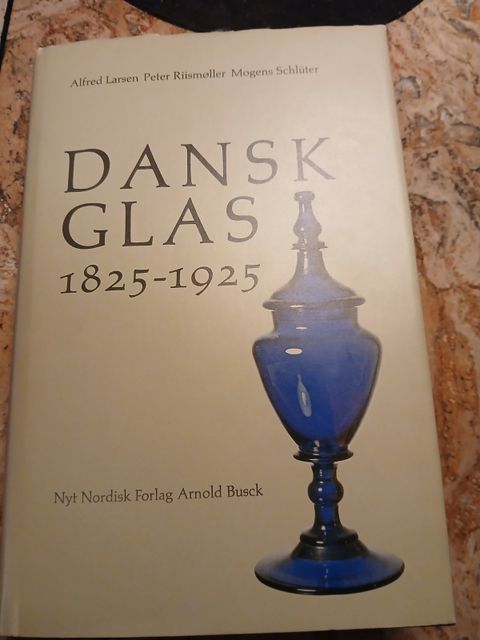 Alfred Larsen Peter Riismøller Mogens Schlüter
DANSK
GLAS
1825-1925
Nyt Nordisk Forlag Arnold Busck